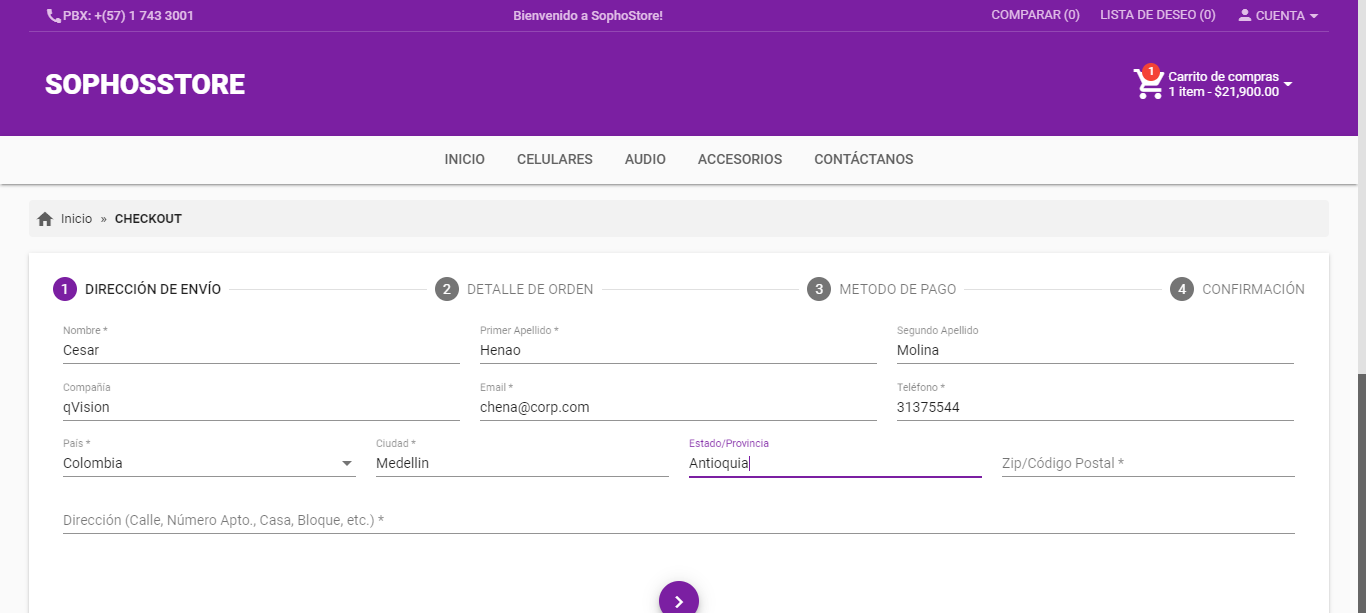 PBX: +(57) 1 743 3001
Bienvenido a SophoStore!
COMPARAR (0)
LISTA DE DESEO (0)
CUENTA
SOPHOSSTORE
1
Carrito de compras
1 item - $21,900.00
INICIO
CELULARES
AUDIO
ACCESORIOS
CONTÁCTANOS
Inicio » CHECKOUT
1 DIRECCIÓN DE ENVÍO
2 DETALLE DE ORDEN
3 METODO DE PAGO
4 CONFIRMACIÓN
Nombre *
Cesar
Primer Apellido *
Henao
Segundo Apellido
Molina
Compañía
qVision
Email *
chena@corp.com
Teléfono *
31375544
País *
Colombia
Ciudad *
Medellin
Estado/Provincia
Antioquia
Zip/Código Postal *
Dirección (Calle, Número Apto., Casa, Bloque, etc.) *